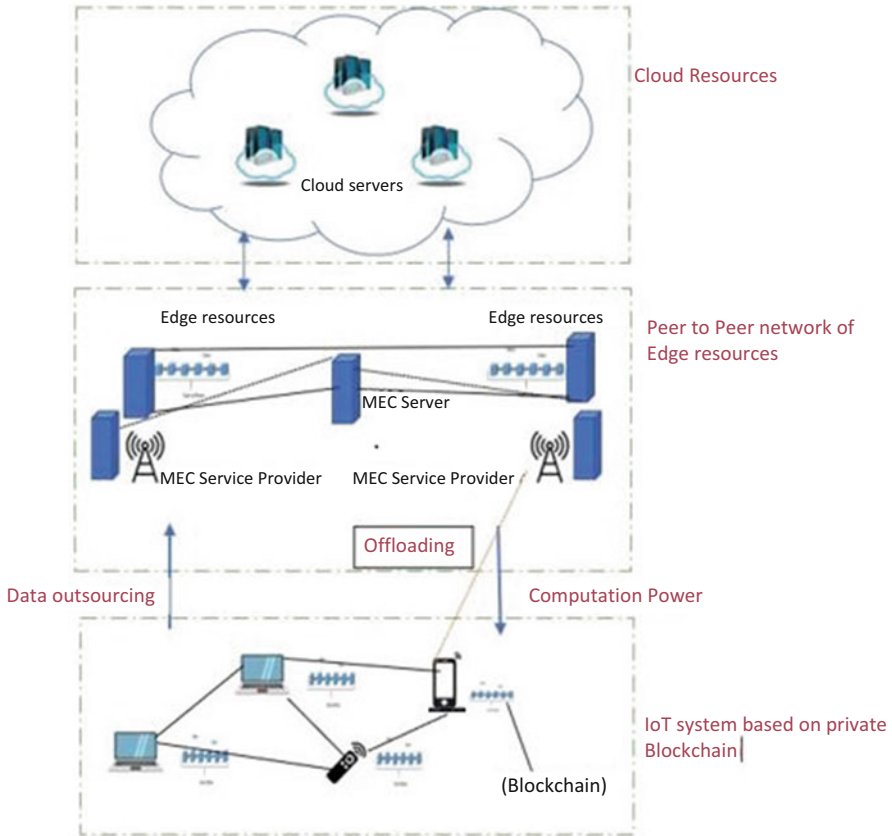 Cloud Resources
Cloud servers
Edge resources
Edge resources
Peer to Peer network of
Edge resources
MEC Server
MEC Service Provider
MEC Service Provider
Offloading
Data outsourcing
Computation Power
IoT system based on private
Blockchain
(Blockchain)